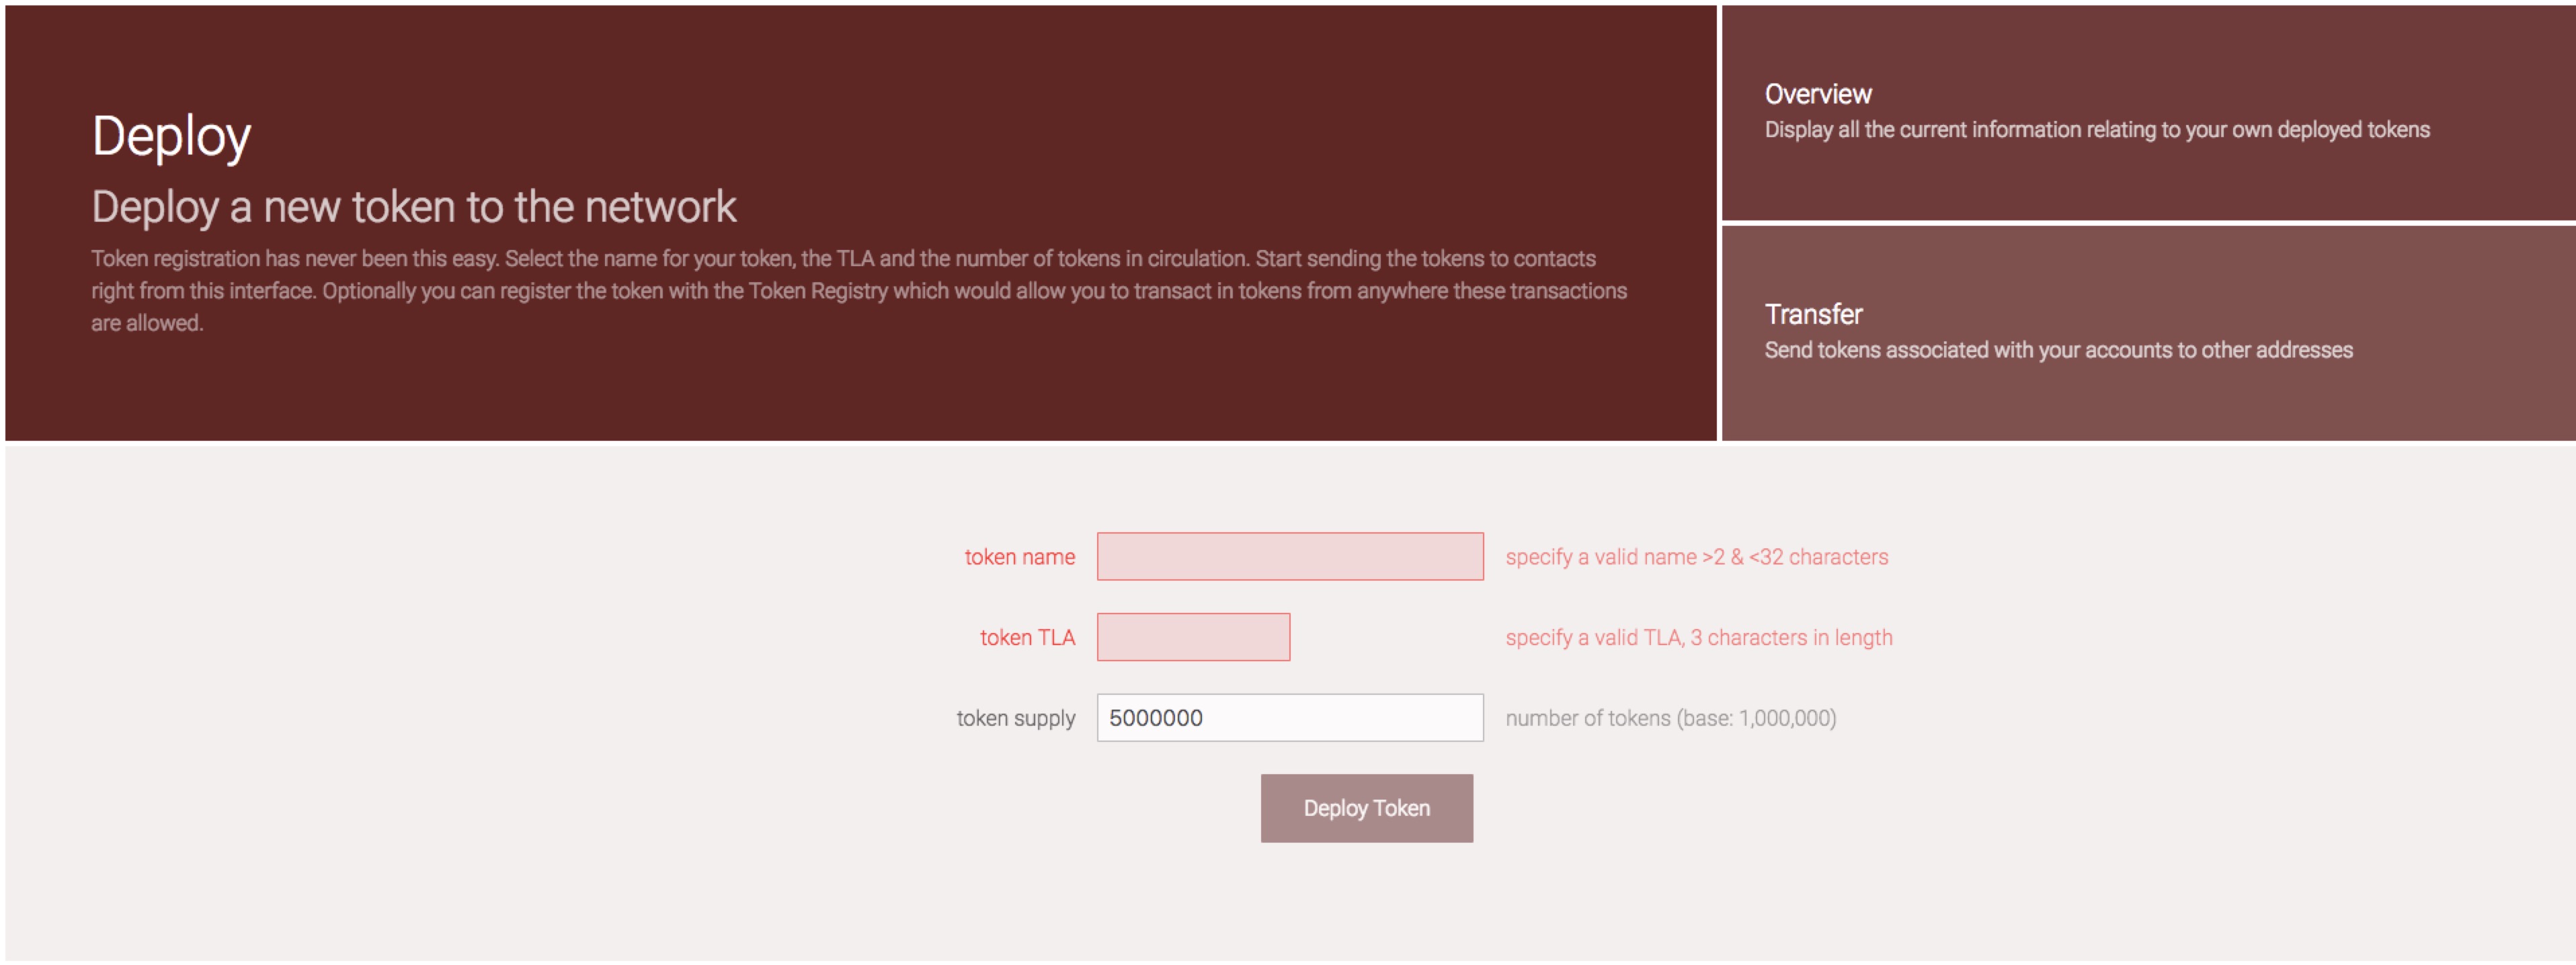 Deploy
Deploy a new token to the network
Token registration has never been this easy. Select the name for your token, the TLA and the number of tokens in circulation. Start sending the tokens to contacts
right from this interface. Optionally you can register the token with the Token Registry which would allow you to transact in tokens from anywhere these transactions
are allowed.
Overview
Display all the current information relating to your own deployed tokens
Transfer
Send tokens associated with your accounts to other addresses
token name specify a valid name >2 & <32 characters
token TLA specify a valid TLA, 3 characters in length
token supply 5000000 number of tokens (base: 1,000,000)
Deploy Token